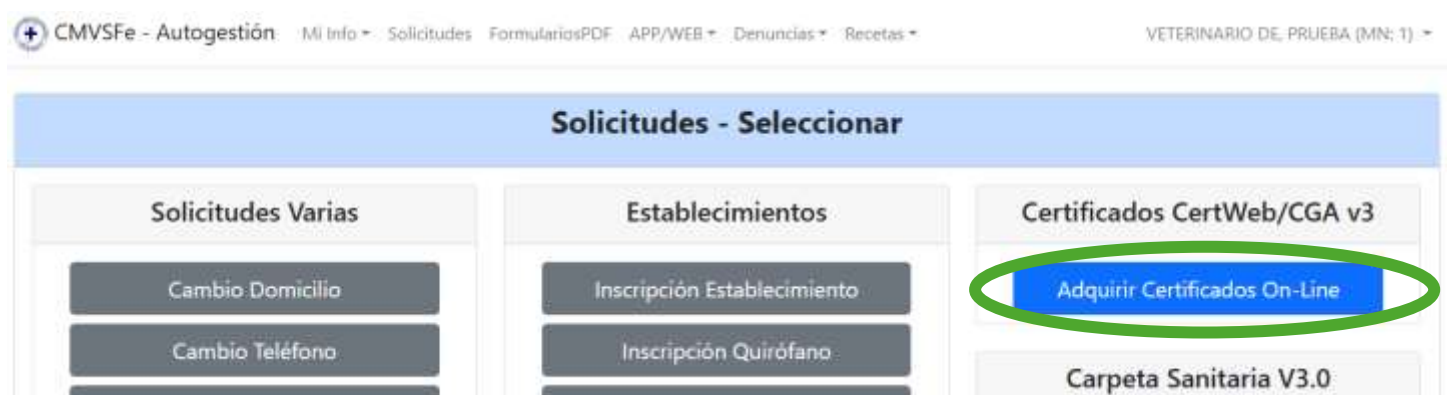 CMVSFe - Autogestión Mi Info Solicitudes FormulariosPDF APP/WEB Denuncias Recetas VETERINARIO DE, PRUEBA (MN: 1)
Solicitudes - Seleccionar
Solicitudes Varias
Cambio Domicilio
Cambio Teléfono
Establecimientos
Inscripción Establecimiento
Inscripción Quirófano
Certificados CertWeb/CGA v3
Adquirir Certificados On-Line
Carpeta Sanitaria V3.0